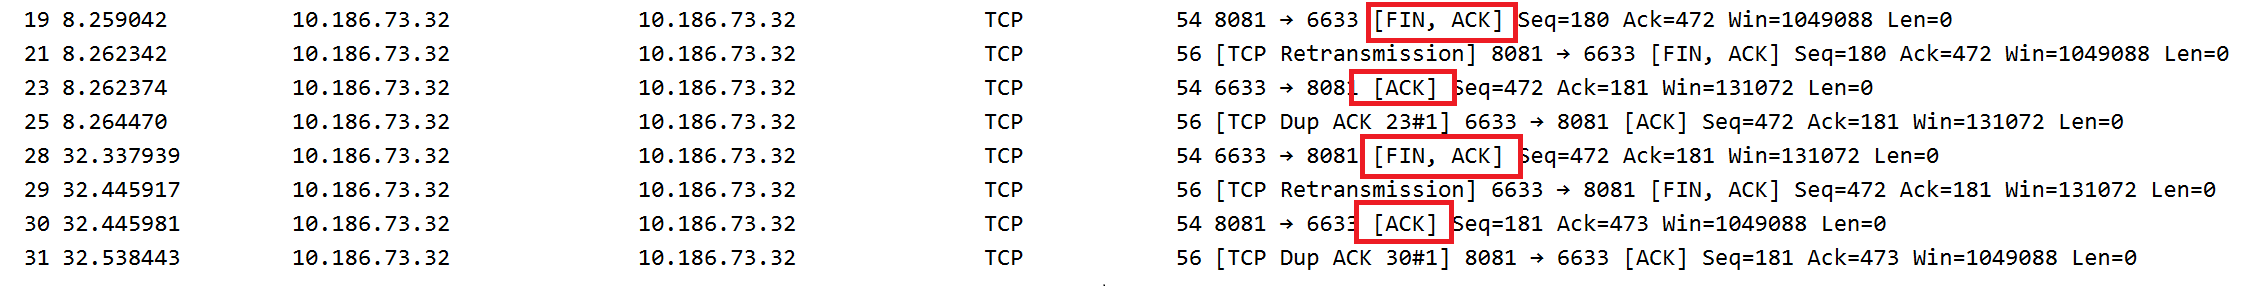 19 8.259042 10.186.73.32 10.186.73.32 TCP 54 8081 → 6633 [FIN, ACK] Seq=180 Ack=472 Win=1049088 Len=0
21 8.262342 10.186.73.32 10.186.73.32 TCP 56 [TCP Retransmission] 8081 → 6633 [FIN, ACK] Seq=180 Ack=472 Win=1049088 Len=0
23 8.262374 10.186.73.32 10.186.73.32 TCP 54 6633 → 8081 [ACK] Seq=472 Ack=181 Win=131072 Len=0
25 8.264470 10.186.73.32 10.186.73.32 TCP 56 [TCP Dup ACK 23#1] 6633 → 8081 [ACK] Seq=472 Ack=181 Win=131072 Len=0
28 32.337939 10.186.73.32 10.186.73.32 TCP 54 6633 → 8081 [FIN, ACK] Seq=472 Ack=181 Win=131072 Len=0
29 32.445917 10.186.73.32 10.186.73.32 TCP 56 [TCP Retransmission] 6633 → 8081 [FIN, ACK] Seq=472 Ack=181 Win=131072 Len=0
30 32.445981 10.186.73.32 10.186.73.32 TCP 54 8081 → 6633 [ACK] Seq=181 Ack=473 Win=1049088 Len=0
31 32.538443 10.186.73.32 10.186.73.32 TCP 56 [TCP Dup ACK 30#1] 8081 → 6633 [ACK] Seq=181 Ack=473 Win=1049088 Len=0